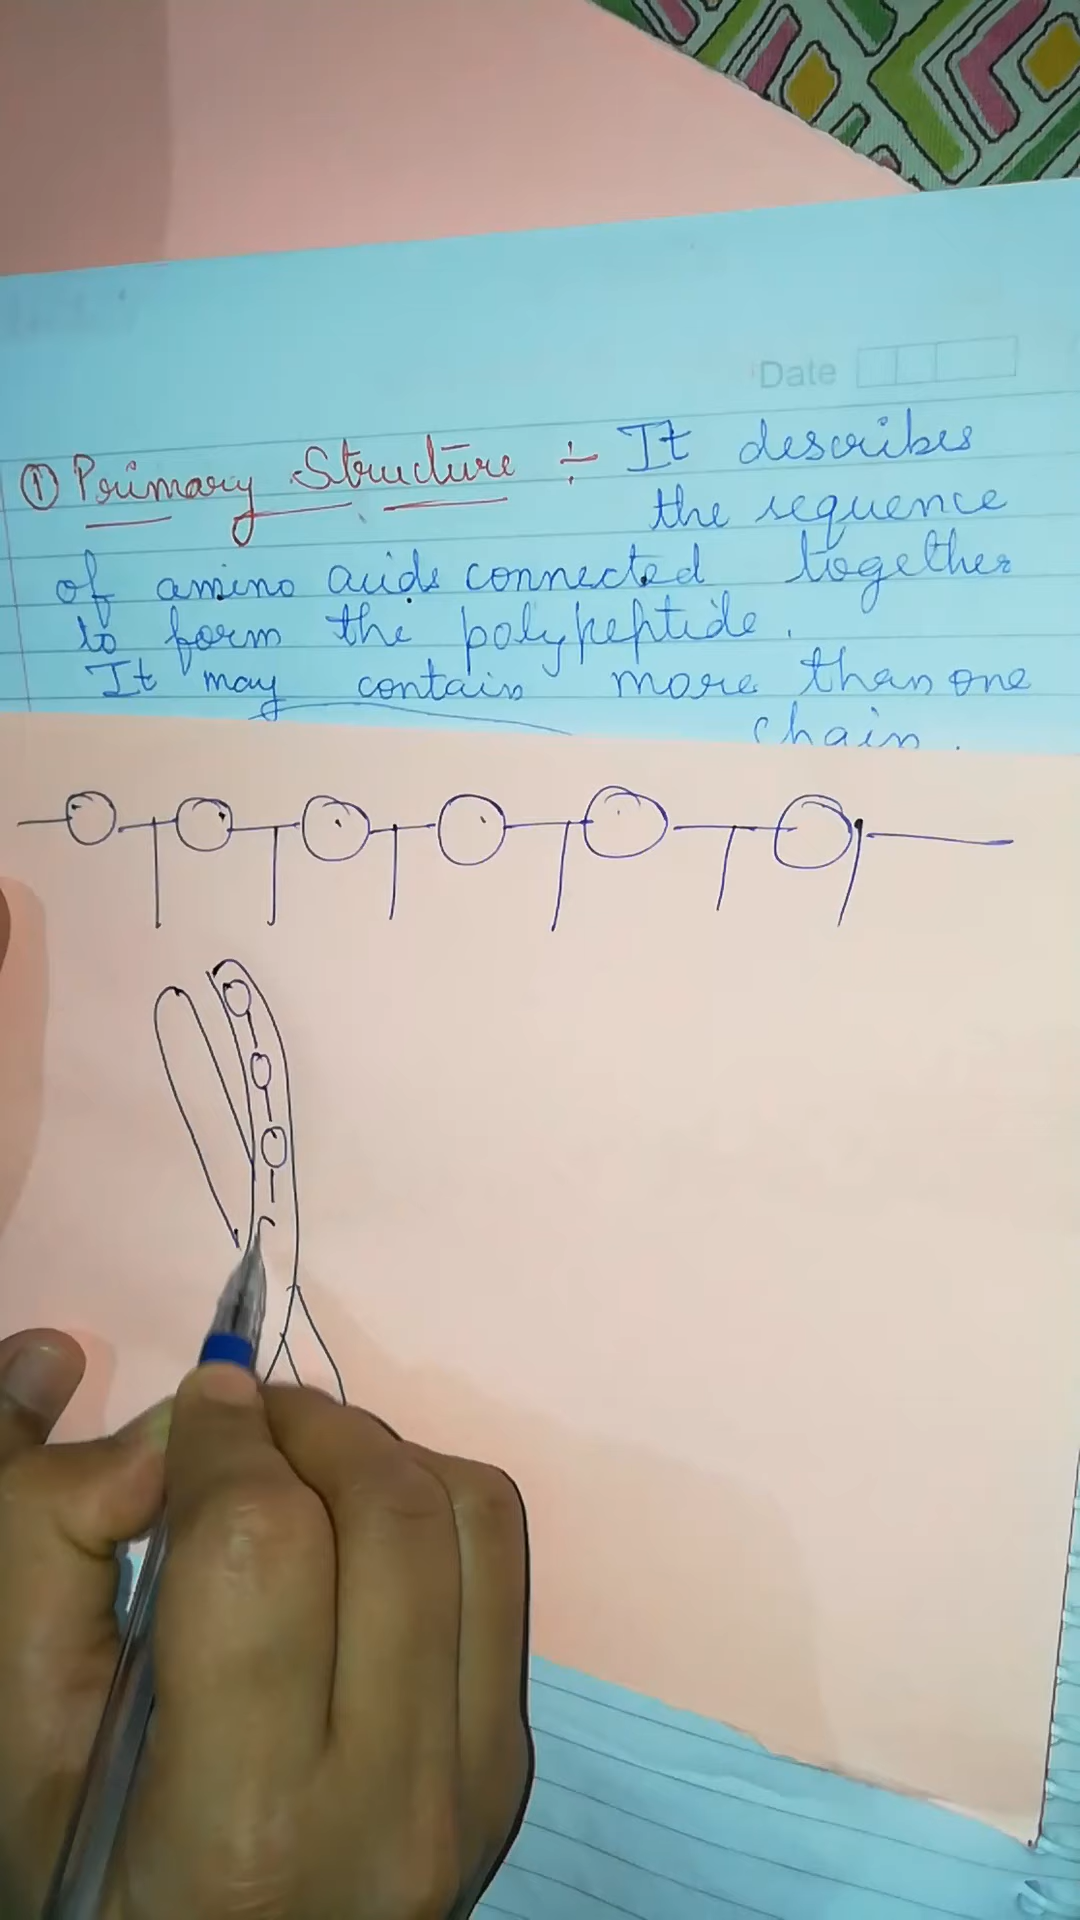 Date
① Primary Structure ÷ It describes
the sequence
of amino acids connected together
to form the polypeptide.
It may contain more than one
chain.